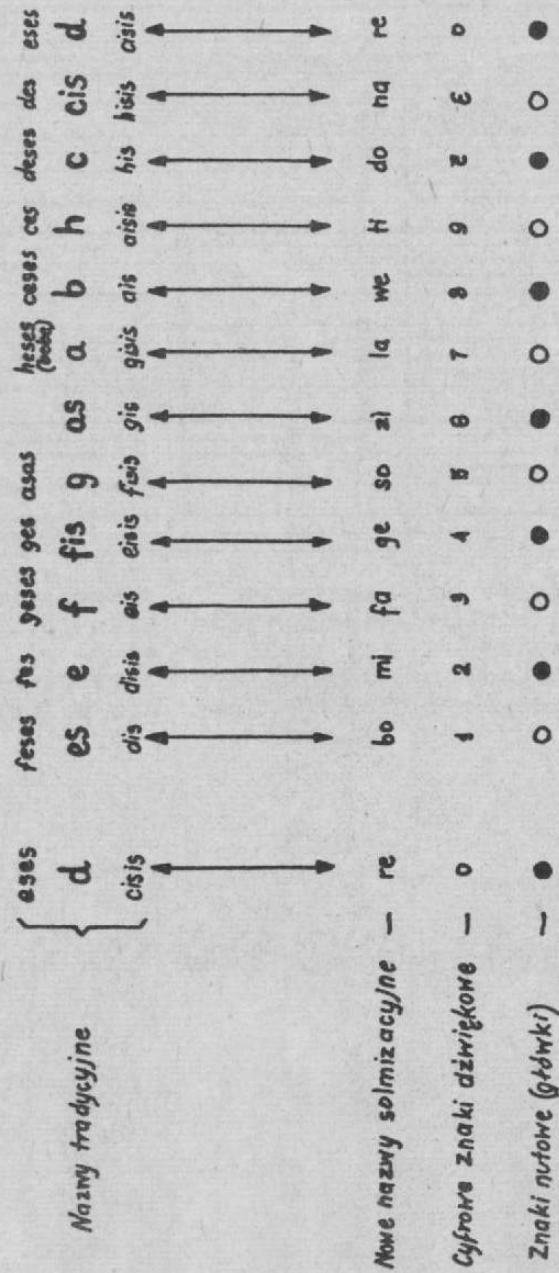 eses feses fes geses ges asas heses ceses ces deses des eses
Nazwy tradycyjne d es e f fis g as a b h c cis d
cisis dis disis eis eisis fisis gis gisis ais aisis his hisis cisis
Nowe nazwy solmizacyjne — re bo mi fa ge so zi la we ti do na re
Cyfrowe znaki dźwiękowe — 0 1 2 3 4 5 6 7 8 9 ↊ ↋ 0
Znaki nutowe (główki) —